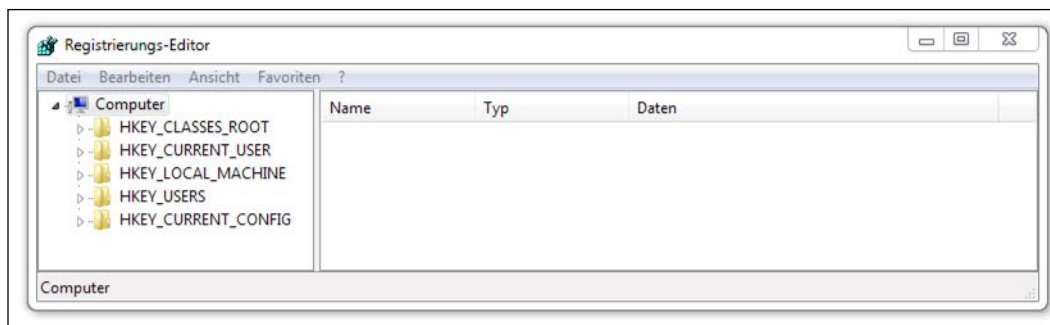 Registrierungs-Editor
Datei Bearbeiten Ansicht Favoriten ?
Computer Name Typ Daten
HKEY_CLASSES_ROOT
HKEY_CURRENT_USER
HKEY_LOCAL_MACHINE
HKEY_USERS
HKEY_CURRENT_CONFIG
Computer